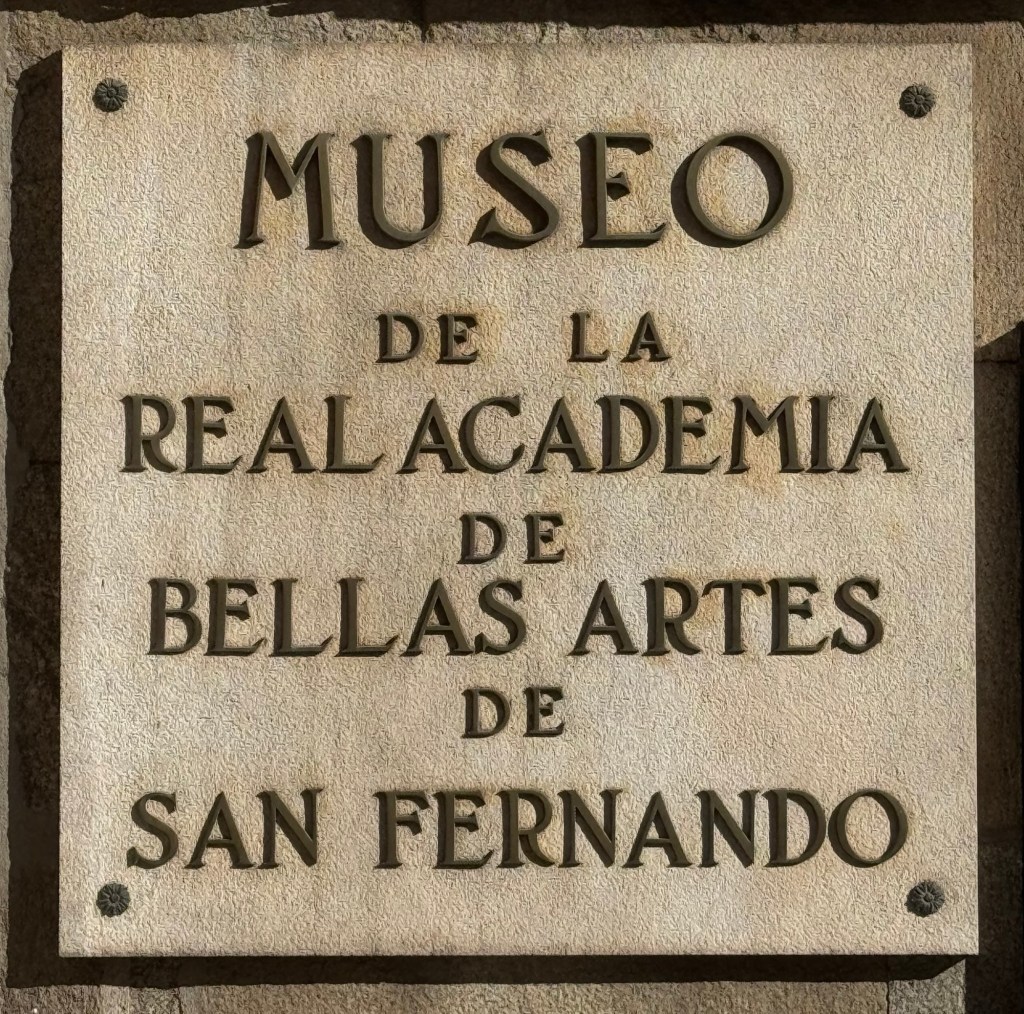 MUSEO
DE LA
REAL ACADEMIA
DE
BELLAS ARTES
DE
SAN FERNANDO